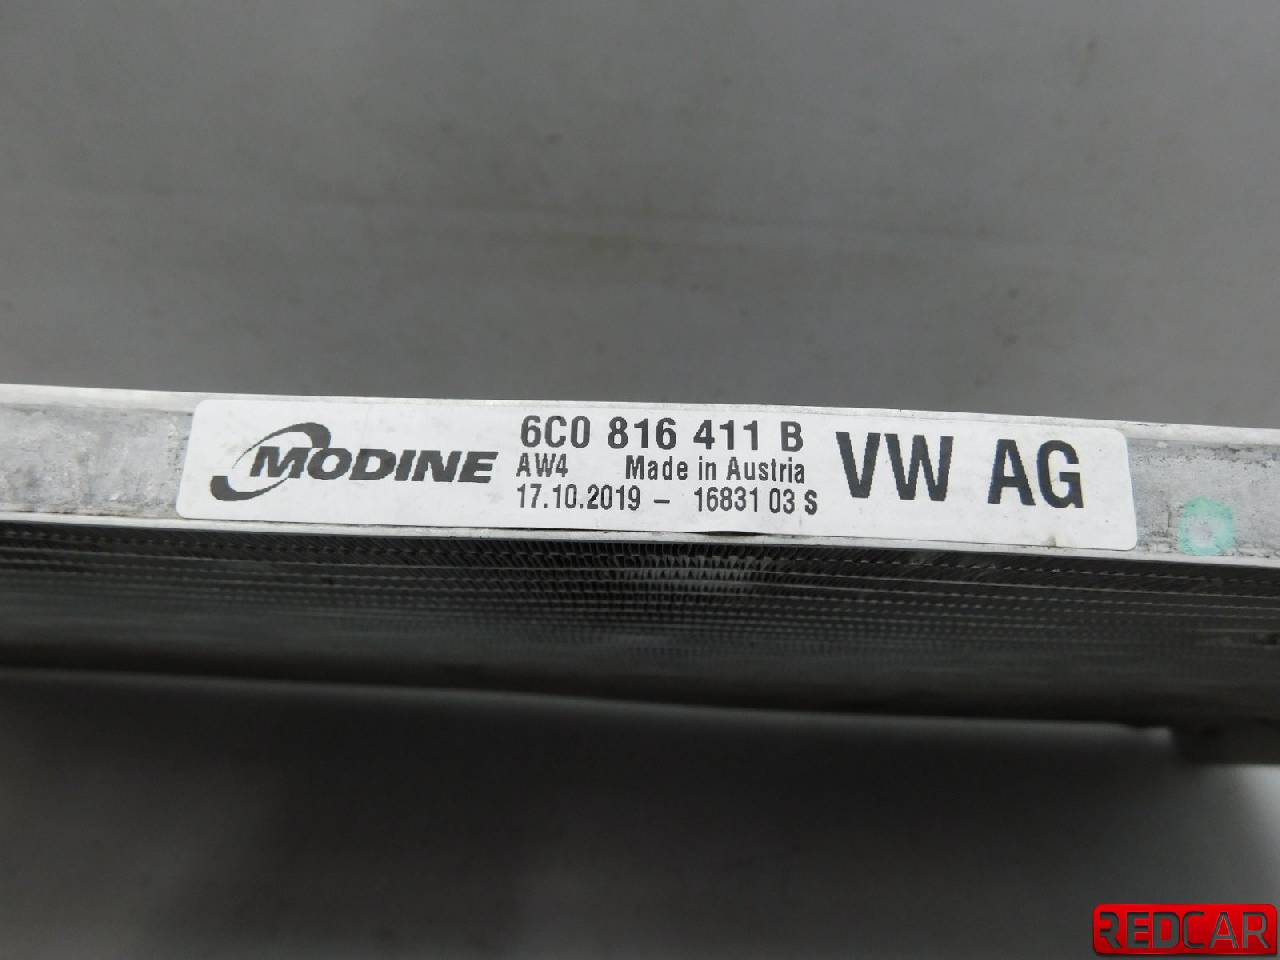 MODINE
6C0 816 411 B
AW4 Made in Austria
17.10.2019 – 16831 03 S
VW AG
REDCAR